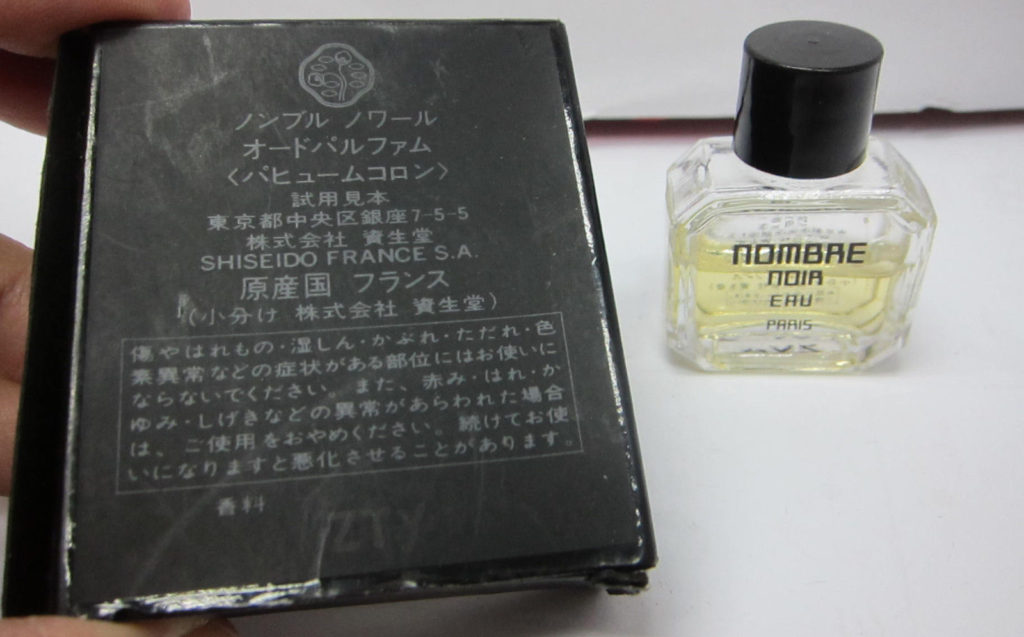 ノンブル ノワール
オードパルファム
〈パヒュームコロン〉
試用見本
東京都中央区銀座7-5-5
株式会社 資生堂
SHISEIDO FRANCE S.A.
原産国 フランス
(小分け 株式会社 資生堂)
傷やはれもの・湿しん・かぶれ・ただれ・色
素異常などの症状がある部位にはお使いに
ならないでください。また、赤み・はれ・か
ゆみ・しげきなどの異常があらわれた場合
は、ご使用をおやめください。続けてお使
いになりますと悪化させることがあります。
香料
NOMBRE
NOIR
EAU
PARIS